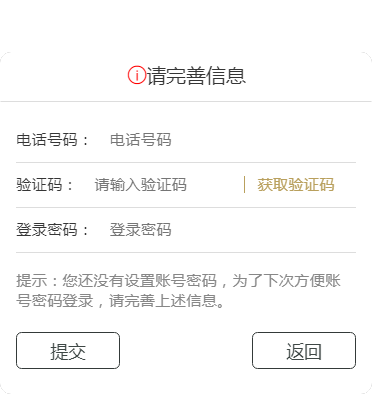 请完善信息
电话号码： 电话号码
验证码： 请输入验证码 获取验证码
登录密码： 登录密码
提示：您还没有设置账号密码，为了下次方便账
号密码登录，请完善上述信息。
提交 返回